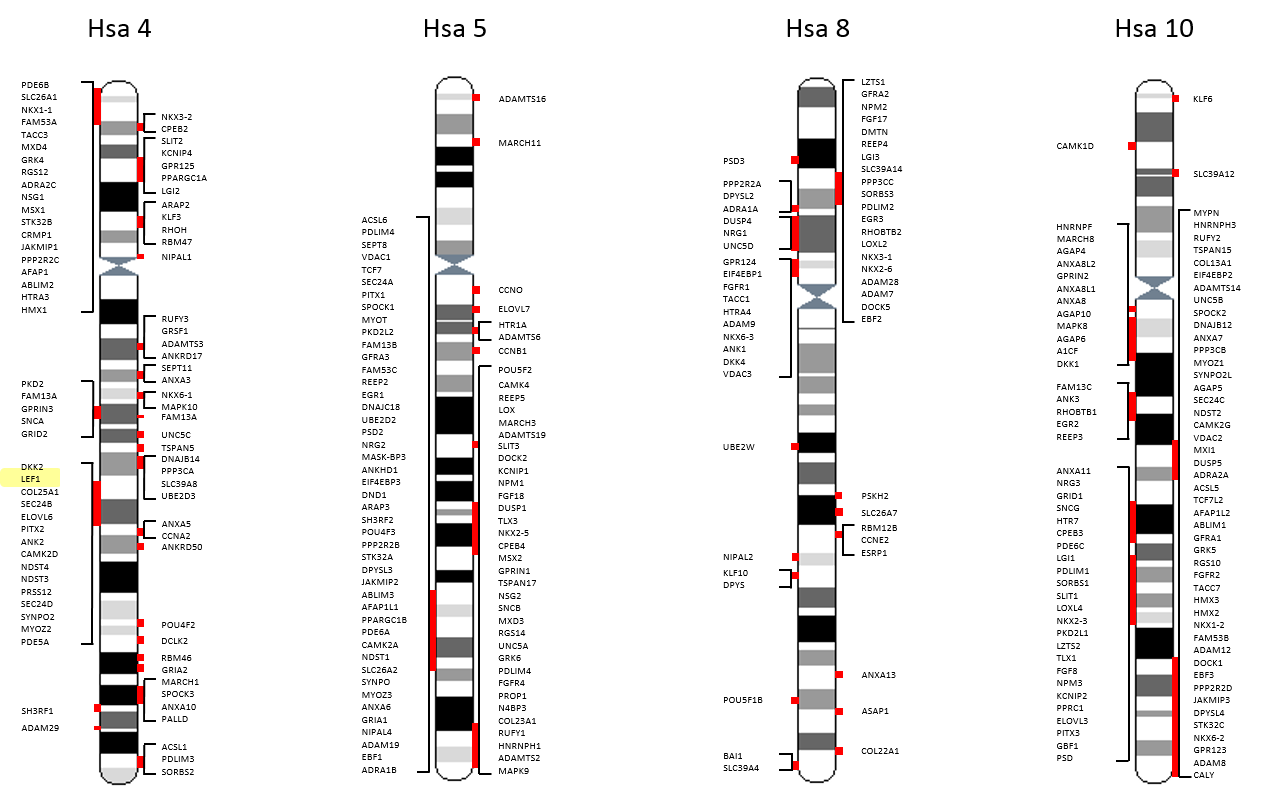 Hsa 4
PDE6B
SLC26A1
NKX1-1
FAM53A
TACC3
MXD4
GRK4
RGS12
ADRA2C
NSG1
MSX1
STK32B
CRMP1
JAKMIP1
PPP2R2C
AFAP1
ABLIM2
HTRA3
HMX1
PKD2
FAM13A
GPRIN3
SNCA
GRID2
DKK2
LEF1
COL25A1
SEC24B
ELOVL6
PITX2
ANK2
CAMK2D
NDST4
NDST3
PRSS12
SEC24D
SYNPO2
MYOZ2
PDE5A
SH3RF1
ADAM29
NKX3-2
CPEB2
SLIT2
KCNIP4
GPR125
PPARGC1A
LGI2
ARAP2
KLF3
RHOH
RBM47
NIPAL1
RUFY3
GRSF1
ADAMTS3
ANKRD17
SEPT11
ANXA3
NKX6-1
MAPK10
FAM13A
UNC5C
TSPAN5
DNAJB14
PPP3CA
SLC39A8
UBE2D3
ANXA5
CCNA2
ANKRD50
POU4F2
DCLK2
RBM46
GRIA2
MARCH1
SPOCK3
ANXA10
PALLD
ACSL1
PDLIM3
SORBS2
Hsa 5
ACSL6
PDLIM4
SEPT8
VDAC1
TCF7
SEC24A
PITX1
SPOCK1
MYOT
PKD2L2
FAM13B
GFRA3
FAM53C
REEP2
EGR1
DNAJC18
UBE2D2
PSD2
NRG2
MASK-BP3
ANKHD1
EIF4EBP3
DND1
ARAP3
SH3RF2
POU4F3
PPP2R2B
STK32A
DPYSL3
JAKMIP2
ABLIM3
AFAP1L1
PPARGC1B
PDE6A
CAMK2A
NDST1
SLC26A2
SYNPO
MYOZ3
ANXA6
GRIA1
NIPAL4
ADAM19
EBF1
ADRA1B
ADAMTS16
MARCH11
CCNO
ELOVL7
HTR1A
ADAMTS6
CCNB1
POU5F2
CAMK4
REEP5
LOX
MARCH3
ADAMTS19
SLIT3
DOCK2
KCNIP1
NPM1
FGF18
DUSP1
TLX3
NKX2-5
CPEB4
MSX2
GPRIN1
TSPAN17
NSG2
SNCB
MXD3
RGS14
UNC5A
GRK6
PDLIM4
FGFR4
PROP1
N4BP3
COL23A1
RUFY1
HNRNPH1
ADAMTS2
MAPK9
Hsa 8
PSD3
PPP2R2A
DPYSL2
ADRA1A
DUSP4
NRG1
UNC5D
GPR124
EIF4EBP1
FGFR1
TACC1
HTRA4
ADAM9
NKX6-3
ANK1
DKK4
VDAC3
UBE2W
NIPAL2
KLF10
DPYS
POU5F1B
BAI1
SLC39A4
LZTS1
GFRA2
NPM2
FGF17
DMTN
REEP4
LGI3
SLC39A14
PPP3CC
SORBS3
PDLIM2
EGR3
RHOBTB2
LOXL2
NKX3-1
NKX2-6
ADAM28
ADAM7
DOCK5
EBF2
PSKH2
SLC26A7
RBM12B
CCNE2
ESRP1
ANXA13
ASAP1
COL22A1
Hsa 10
CAMK1D
HNRNPF
MARCH8
AGAP4
ANXA8L2
GPRIN2
ANXA8L1
ANXA8
AGAP10
MAPK8
AGAP6
A1CF
DKK1
FAM13C
ANK3
RHOBTB1
EGR2
REEP3
ANXA11
NRG3
GRID1
SNCG
HTR7
CPEB3
PDE6C
LGI1
PDLIM1
SORBS1
SLIT1
LOXL4
NKX2-3
PKD2L1
LZTS2
TLX1
FGF8
NPM3
KCNIP2
PPRC1
ELOVL3
PITX3
GBF1
PSD
KLF6
SLC39A12
MYPN
HNRNPH3
RUFY2
TSPAN15
COL13A1
EIF4EBP2
ADAMTS14
UNC5B
SPOCK2
DNAJB12
ANXA7
PPP3CB
MYOZ1
SYNPO2L
AGAP5
SEC24C
NDST2
CAMK2G
VDAC2
MXI1
DUSP5
ADRA2A
ACSL5
TCF7L2
AFAP1L2
ABLIM1
GFRA1
GRK5
RGS10
FGFR2
TACC7
HMX3
HMX2
NKX1-2
FAM53B
ADAM12
DOCK1
EBF3
PPP2R2D
JAKMIP3
DPYSL4
STK32C
NKX6-2
GPR123
ADAM8
CALY